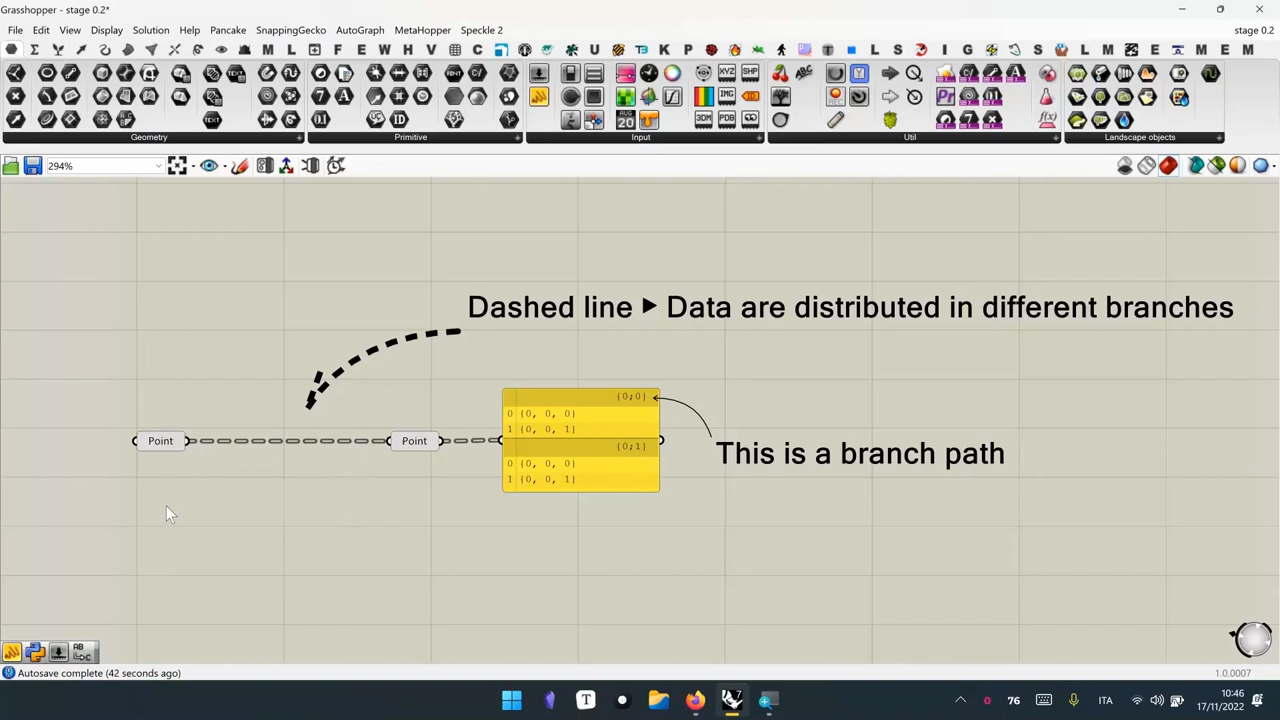 Grasshopper - stage 0.2*
File Edit View Display Solution Help Pancake SnappingGecko AutoGraph MetaHopper Speckle 2
stage 0.2
Geometry Primitive Input Util Landscape objects
294%
Dashed line ▶ Data are distributed in different branches
{0;0}
0 {0, 0, 0}
1 {0, 0, 1}
{0;1}
0 {0, 0, 0}
1 {0, 0, 1}
Point
Point
This is a branch path
Autosave complete (42 seconds ago)
1.0.0007
76
ITA
10:46
17/11/2022